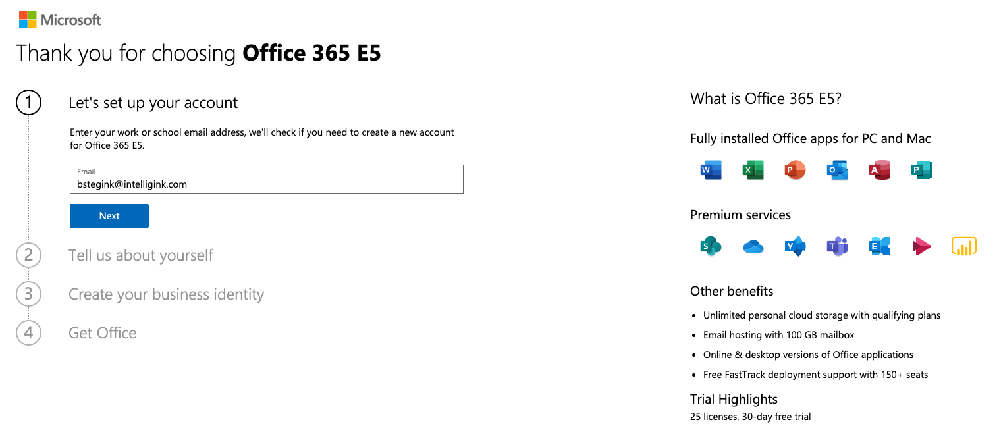 Microsoft
Thank you for choosing Office 365 E5
1 Let's set up your account
Enter your work or school email address, we'll check if you need to create a new account
for Office 365 E5.
Email
bstegink@intelligink.com
Next
2 Tell us about yourself
3 Create your business identity
4 Get Office
What is Office 365 E5?
Fully installed Office apps for PC and Mac
W X P O A P
Premium services
S Y T E
Other benefits
• Unlimited personal cloud storage with qualifying plans
• Email hosting with 100 GB mailbox
• Online & desktop versions of Office applications
• Free FastTrack deployment support with 150+ seats
Trial Highlights
25 licenses, 30-day free trial